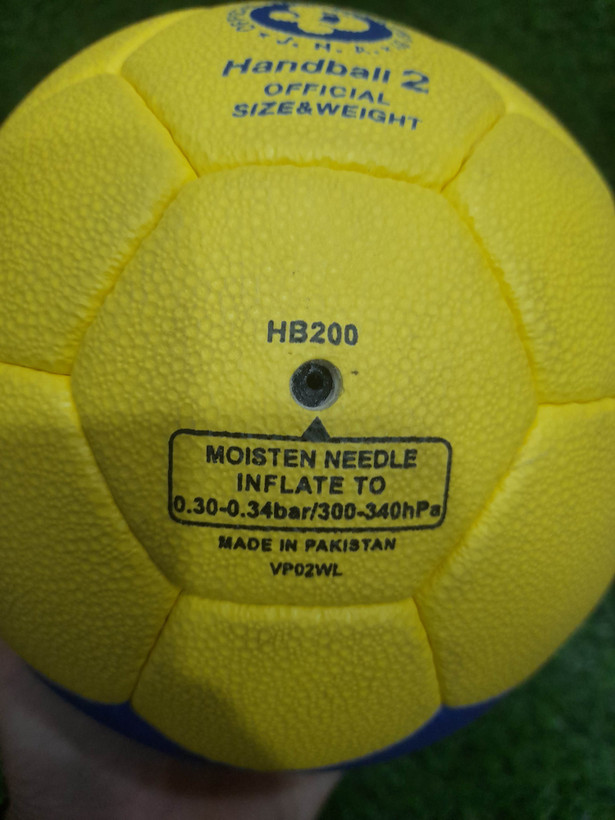 J.H.A.
Handball 2
OFFICIAL
SIZE&WEIGHT
HB200
MOISTEN NEEDLE
INFLATE TO
0.30-0.34bar/300-340hPa
MADE IN PAKISTAN
VP02WL